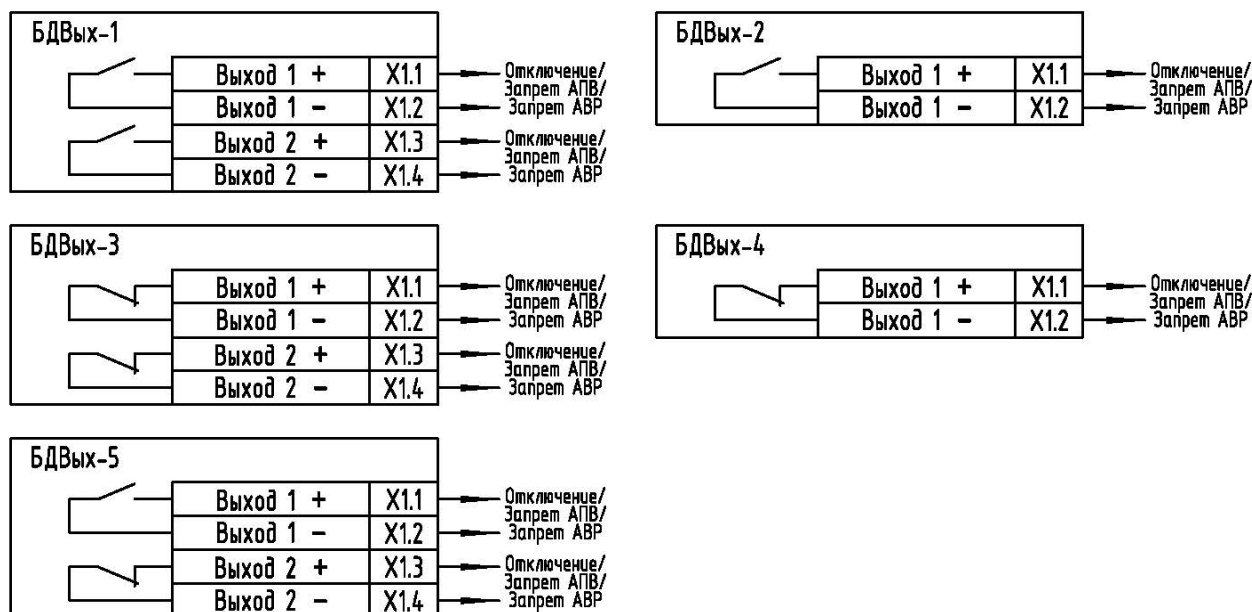 БДВых-1
Выход 1 + X1.1
Выход 1 - X1.2
Выход 2 + X1.3
Выход 2 - X1.4
Отключение/
Запрет АПВ/
Запрет АВР
Отключение/
Запрет АПВ/
Запрет АВР
БДВых-2
Выход 1 + X1.1
Выход 1 - X1.2
Отключение/
Запрет АПВ/
Запрет АВР
БДВых-3
Выход 1 + X1.1
Выход 1 - X1.2
Выход 2 + X1.3
Выход 2 - X1.4
Отключение/
Запрет АПВ/
Запрет АВР
Отключение/
Запрет АПВ/
Запрет АВР
БДВых-4
Выход 1 + X1.1
Выход 1 - X1.2
Отключение/
Запрет АПВ/
Запрет АВР
БДВых-5
Выход 1 + X1.1
Выход 1 - X1.2
Выход 2 + X1.3
Выход 2 - X1.4
Отключение/
Запрет АПВ/
Запрет АВР
Отключение/
Запрет АПВ/
Запрет АВР